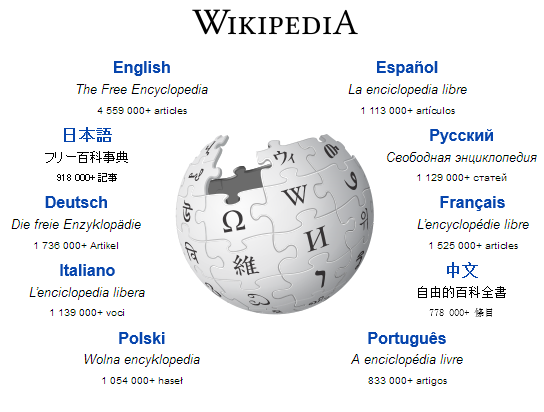 WIKIPEDIA
English
The Free Encyclopedia
4 559 000+ articles
Español
La enciclopedia libre
1 113 000+ artículos
日本語
フリー百科事典
918 000+ 記事
Русский
Свободная энциклопедия
1 129 000+ статей
Deutsch
Die freie Enzyklopädie
1 736 000+ Artikel
Français
L'encyclopédie libre
1 525 000+ articles
Italiano
L'enciclopedia libera
1 139 000+ voci
中文
自由的百科全書
778 000+ 條目
Polski
Wolna encyklopedia
1 054 000+ haseł
Português
A enciclopédia livre
833 000+ artigos
ウィ
W
Ω
И
維